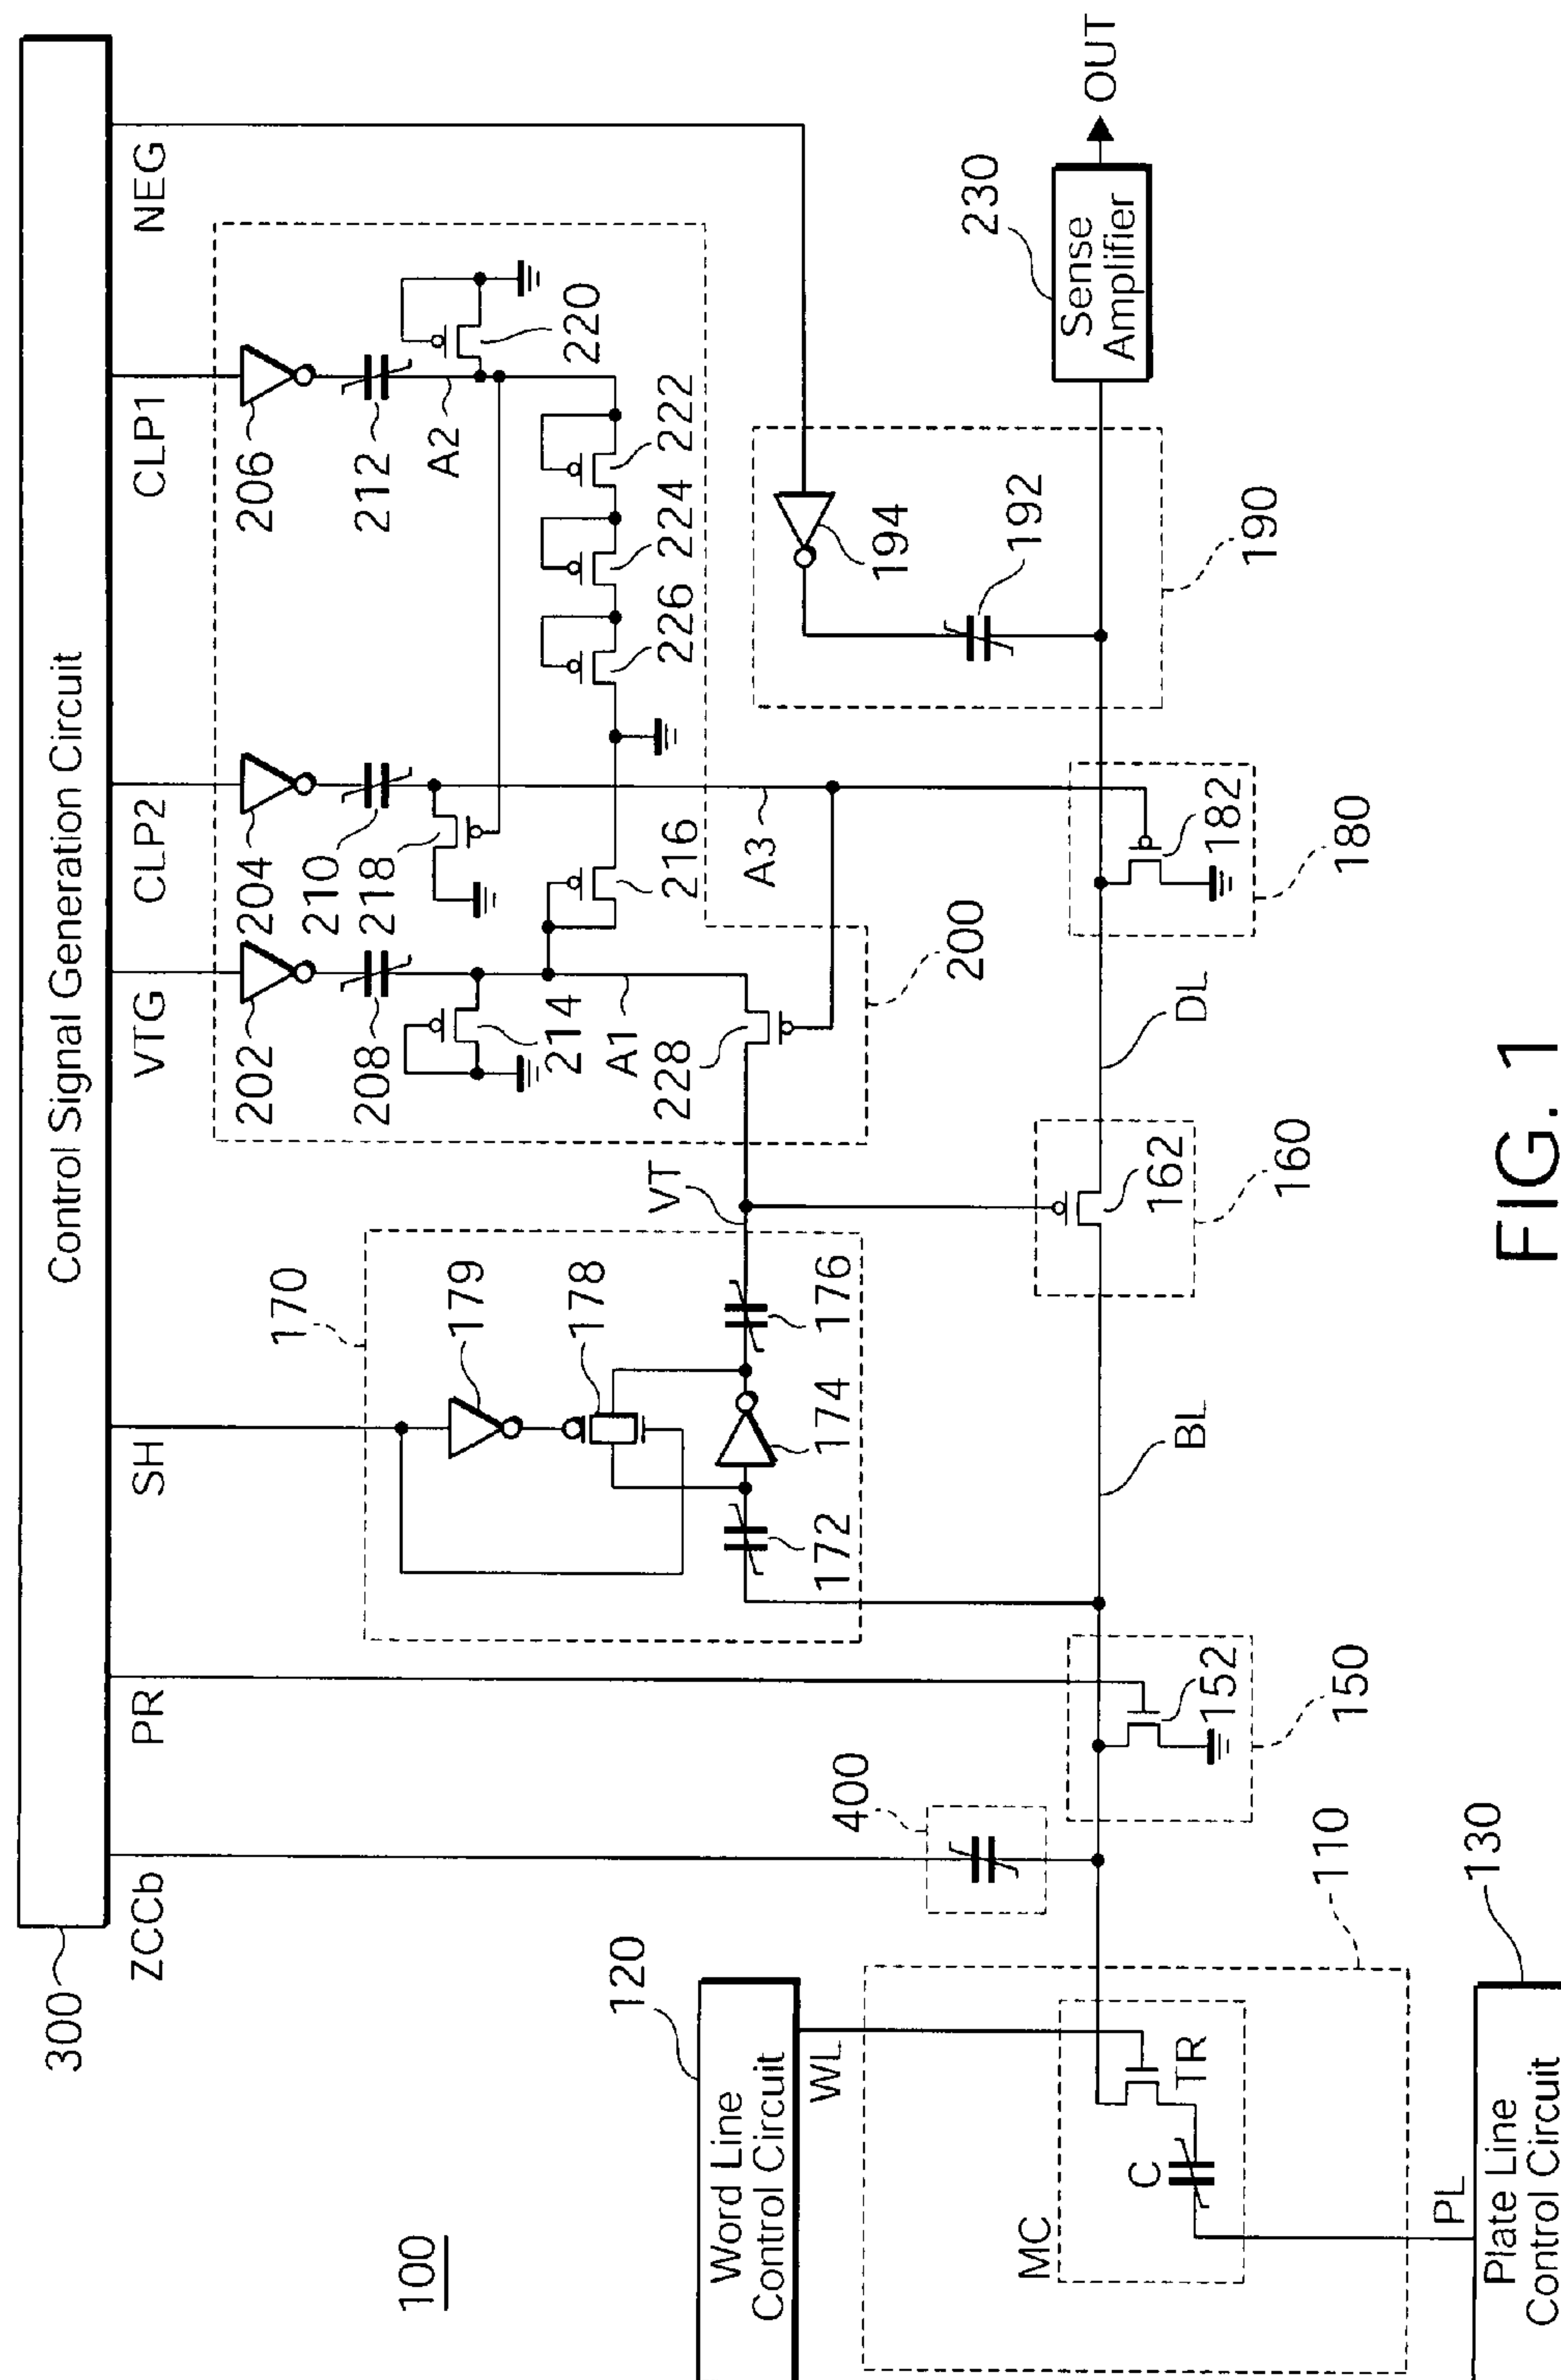 100
300
Control Signal Generation Circuit
ZCCb
PR
SH
VTG
CLP2
CLP1
NEG
170
179
178
172
174
176
VT
202
204
206
208
210
218
212
A2
220
214
A1
228
216
A3
226
224
222
200
194
192
190
230
Sense
Amplifier
OUT
120
Word Line
Control Circuit
WL
400
MC
C
TR
110
152
150
BL
162
160
DL
182
180
PL
130
Plate Line
Control Circuit
FIG. 1